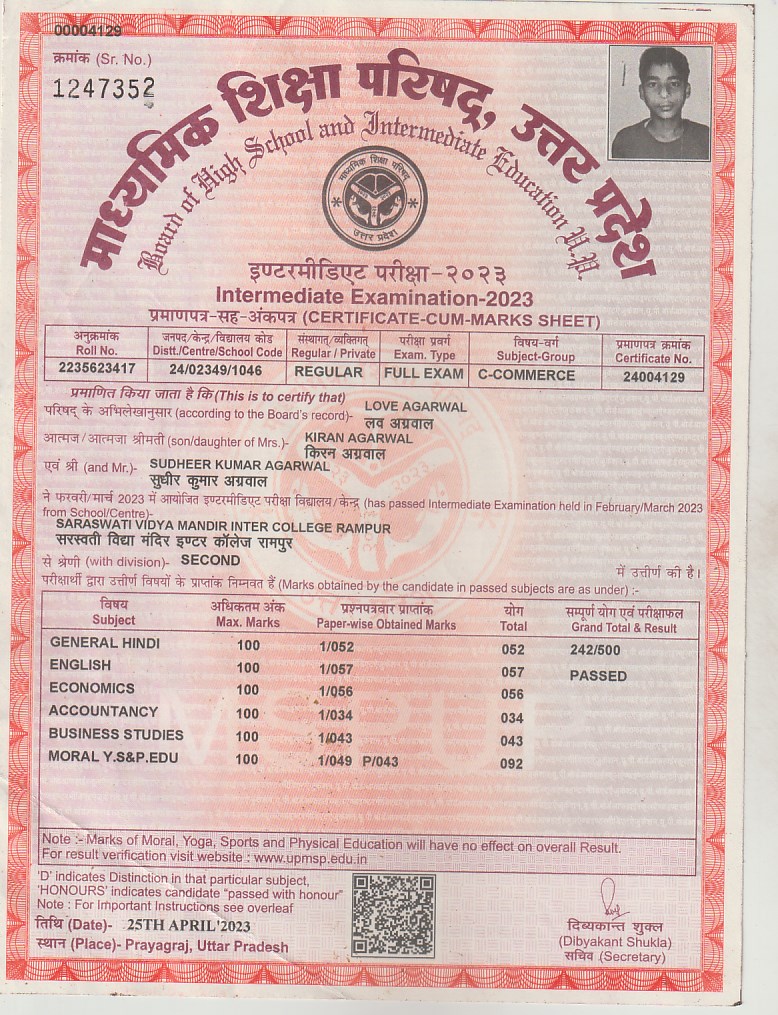 00004129
क्रमांक (Sr. No.)
1247352
माध्यमिक शिक्षा परिषद्, उत्तर प्रदेश
Board of High School and Intermediate Education U.P.
माध्यमिक शिक्षा परिषद्
उत्तर प्रदेश
इण्टरमीडिएट परीक्षा-२०२३
Intermediate Examination-2023
प्रमाणपत्र-सह-अंकपत्र (CERTIFICATE-CUM-MARKS SHEET)
अनुक्रमांक जनपद/केन्द्र/विद्यालय कोड संस्थागत/व्यक्तिगत परीक्षा प्रवर्ग विषय-वर्ग प्रमाणपत्र क्रमांक
Roll No. Distt./Centre/School Code Regular / Private Exam. Type Subject-Group Certificate No.
2235623417 24/02349/1046 REGULAR FULL EXAM C-COMMERCE 24004129
प्रमाणित किया जाता है कि (This is to certify that)
परिषद् के अभिलेखानुसार (according to the Board's record)- LOVE AGARWAL
लव अग्रवाल
आत्मज/आत्मजा श्रीमती (son/daughter of Mrs.)- KIRAN AGARWAL
किरन अग्रवाल
एवं श्री (and Mr.)- SUDHEER KUMAR AGARWAL
सुधीर कुमार अग्रवाल
ने फरवरी/मार्च 2023 में आयोजित इण्टरमीडिएट परीक्षा विद्यालय/केन्द्र (has passed Intermediate Examination held in February/March 2023
from School/Centre)-
SARASWATI VIDYA MANDIR INTER COLLEGE RAMPUR
सरस्वती विद्या मंदिर इण्टर कॉलेज रामपुर
से श्रेणी (with division)- SECOND में उत्तीर्ण की है।
परीक्षार्थी द्वारा उत्तीर्ण विषयों के प्राप्तांक निम्नवत हैं (Marks obtained by the candidate in passed subjects are as under) :-
विषय अधिकतम अंक प्रश्नपत्रवार प्राप्तांक योग सम्पूर्ण योग एवं परीक्षाफल
Subject Max. Marks Paper-wise Obtained Marks Total Grand Total & Result
GENERAL HINDI 100 1/052 052 242/500
ENGLISH 100 1/057 057 PASSED
ECONOMICS 100 1/056 056
ACCOUNTANCY 100 1/034 034
BUSINESS STUDIES 100 1/043 043
MORAL Y.S&P.EDU 100 1/049 P/043 092
Note :- Marks of Moral, Yoga, Sports and Physical Education will have no effect on overall Result.
For result verification visit website : www.upmsp.edu.in
'D' indicates Distinction in that particular subject,
'HONOURS' indicates candidate "passed with honour"
Note : For Important Instructions see overleaf
तिथि (Date)- 25TH APRIL'2023
स्थान (Place)- Prayagraj, Uttar Pradesh
दिब्यकान्त शुक्ल
(Dibyakant Shukla)
सचिव (Secretary)